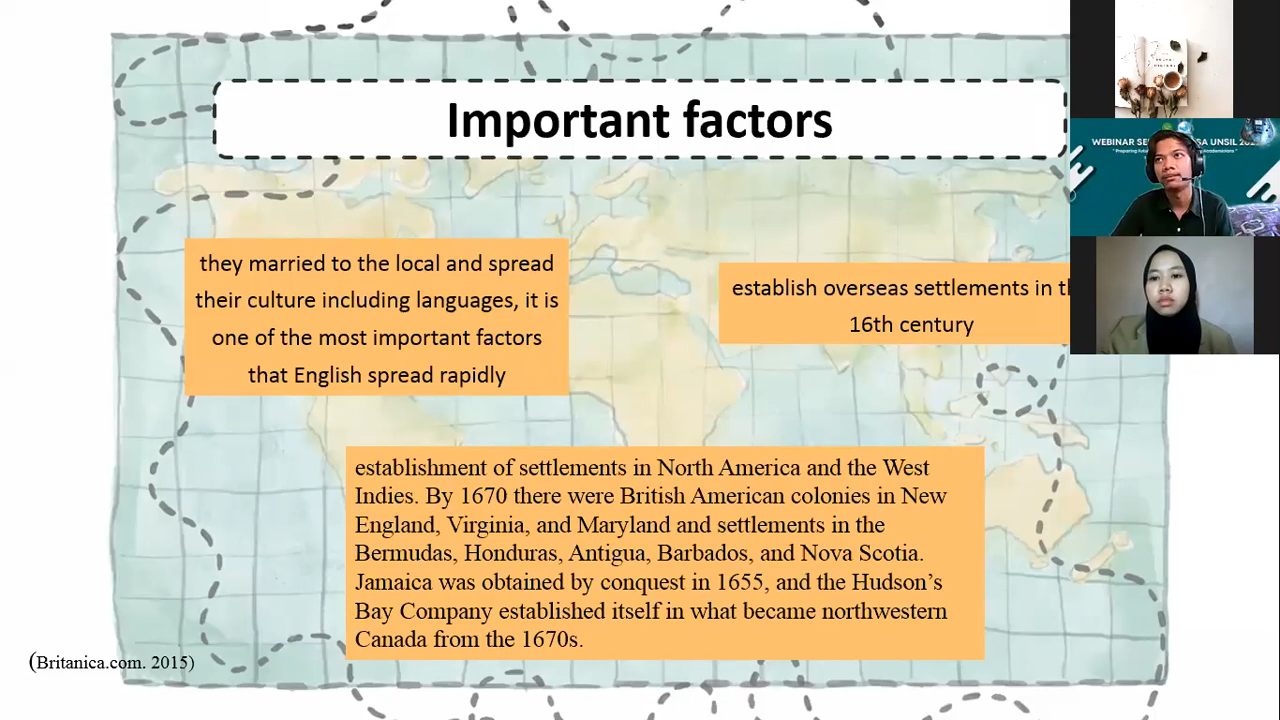 Important factors
they married to the local and spread
their culture including languages, it is
one of the most important factors
that English spread rapidly
establish overseas settlements in
16th century
establishment of settlements in North America and the West
Indies. By 1670 there were British American colonies in New
England, Virginia, and Maryland and settlements in the
Bermudas, Honduras, Antigua, Barbados, and Nova Scotia.
Jamaica was obtained by conquest in 1655, and the Hudson's
Bay Company established itself in what became northwestern
Canada from the 1670s.
(Britanica.com. 2015)
WEBINAR UNSIL